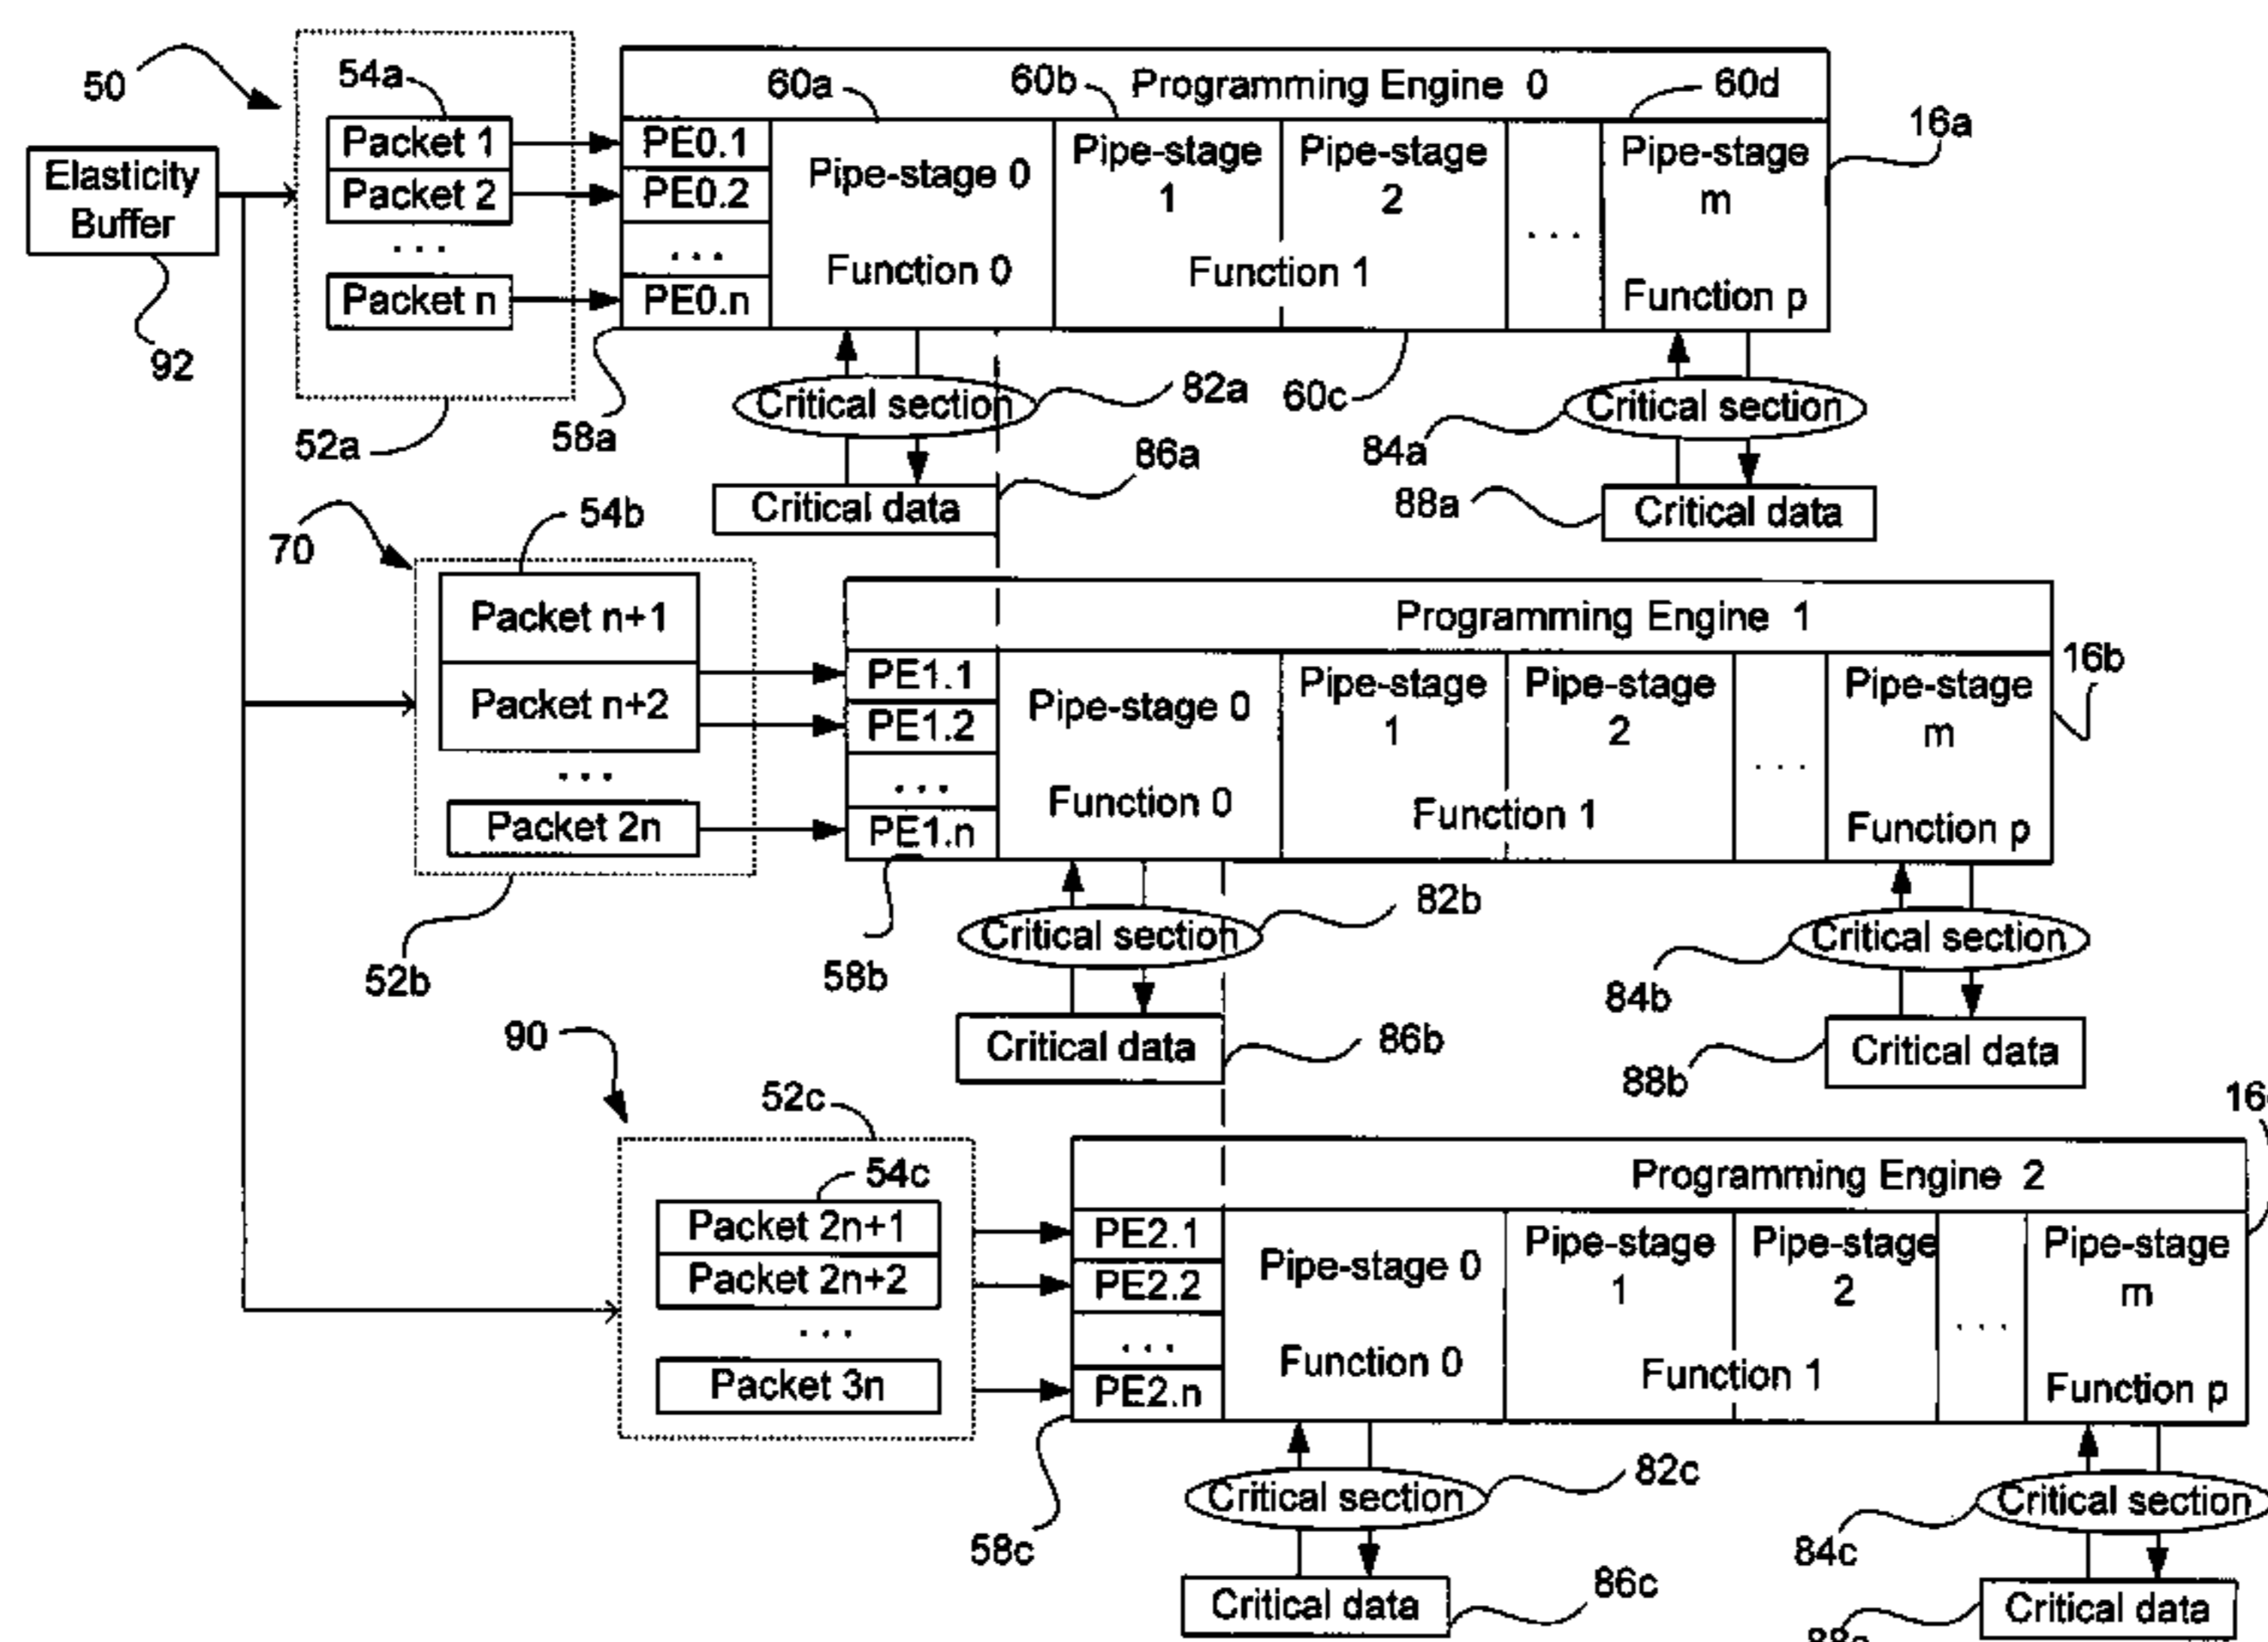 50
54a
60a
60b
Programming Engine 0
60d
16a
Elasticity
Buffer
92
Packet 1
Packet 2
...
Packet n
52a
PE0.1
PE0.2
...
PE0.n
58a
Pipe-stage 0
Function 0
Pipe-stage
1
Pipe-stage
2
Function 1
...
Pipe-stage
m
Function p
60c
Critical section
82a
Critical data
86a
Critical section
84a
Critical data
88a
70
54b
Packet n+1
Packet n+2
...
Packet 2n
52b
Programming Engine 1
16b
PE1.1
PE1.2
...
PE1.n
58b
Pipe-stage 0
Function 0
Pipe-stage
1
Pipe-stage
2
Function 1
...
Pipe-stage
m
Function p
Critical section
82b
Critical data
86b
Critical section
84b
Critical data
88b
90
52c
54c
Packet 2n+1
Packet 2n+2
...
Packet 3n
Programming Engine 2
PE2.1
PE2.2
...
PE2.n
58c
Pipe-stage 0
Function 0
Pipe-stage
1
Pipe-stage
2
Function 1
...
Pipe-stage
m
Function p
Critical section
82c
Critical data
86c
Critical section
84c
Critical data